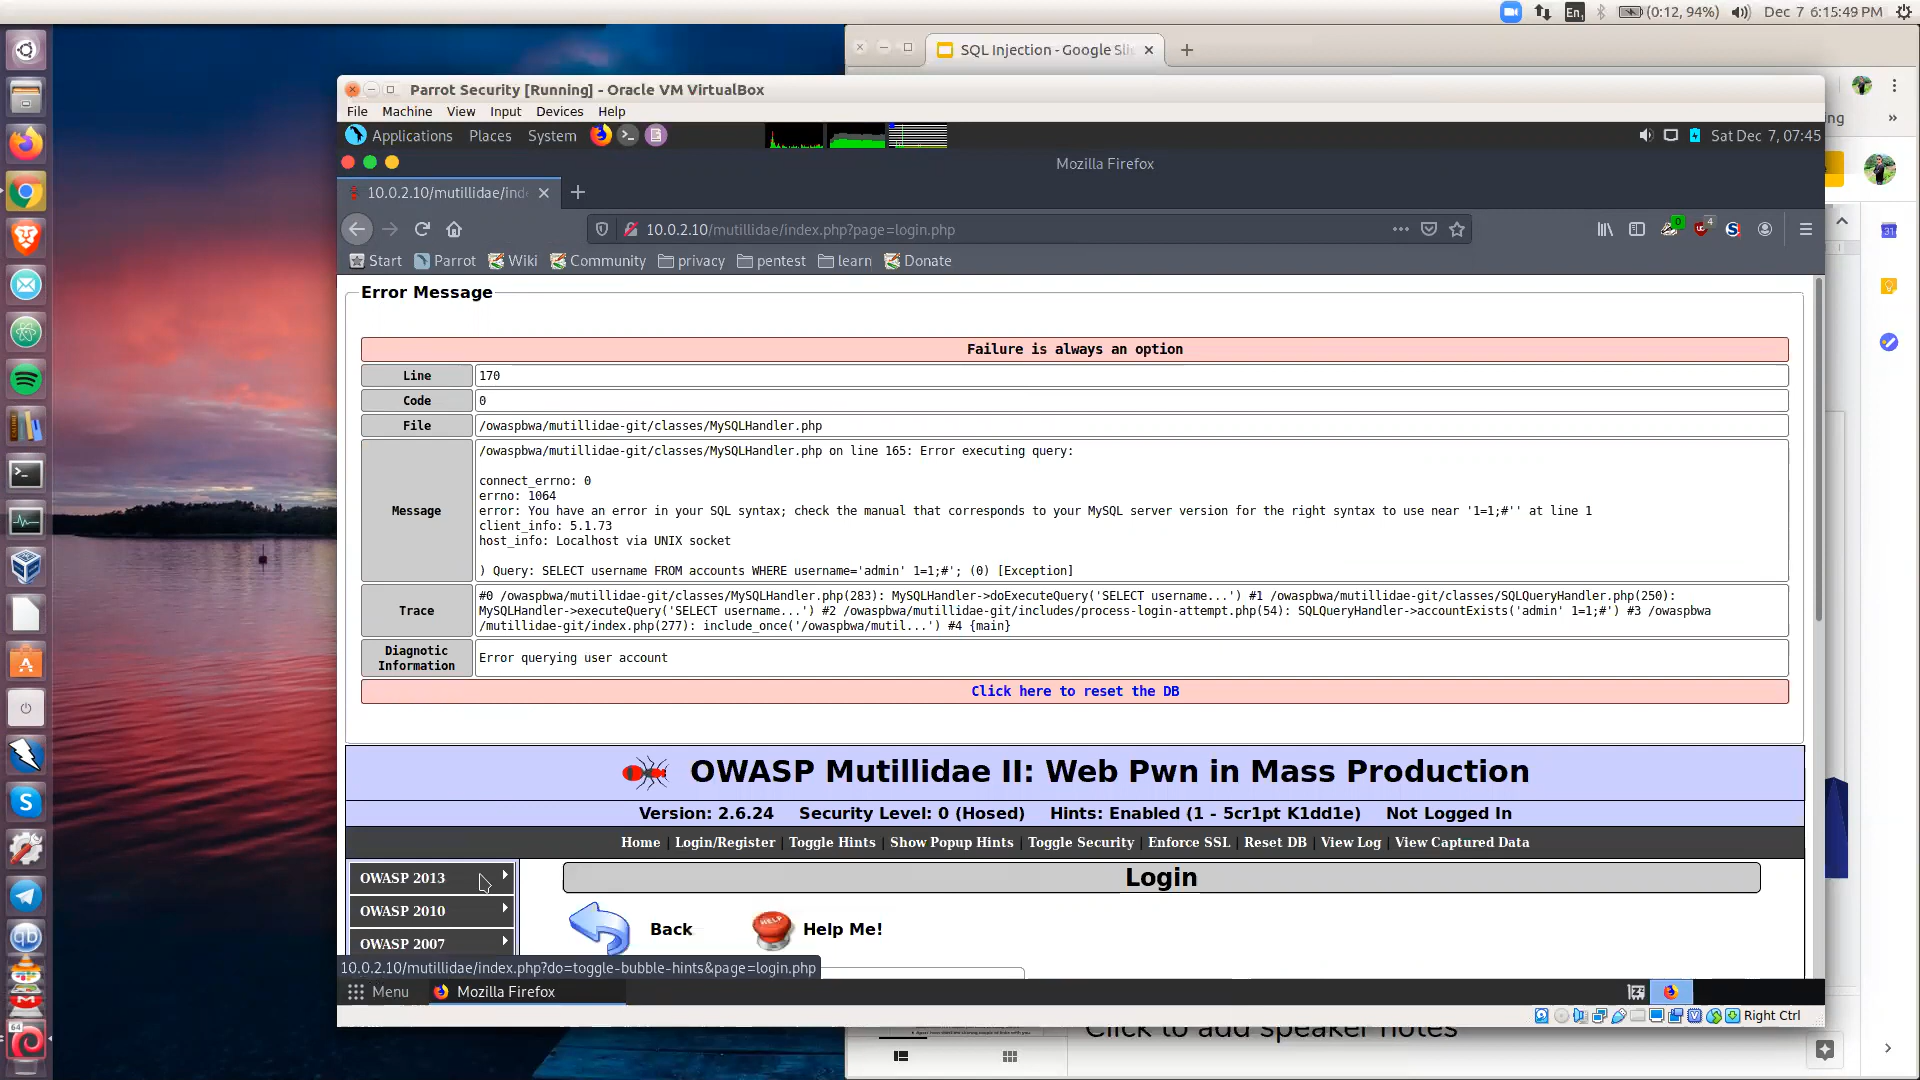 En
(0:12, 94%)
Dec 7 6:15:49 PM
SQL Injection - Google Sli
Parrot Security [Running] - Oracle VM VirtualBox
File Machine View Input Devices Help
Applications Places System
Sat Dec 7, 07:45
Mozilla Firefox
10.0.2.10/mutillidae/inde
10.0.2.10/mutillidae/index.php?page=login.php
0
4
Start Parrot Wiki Community privacy pentest learn Donate
Error Message
Failure is always an option
Line 170
Code 0
File /owaspbwa/mutillidae-git/classes/MySQLHandler.php
Message
/owaspbwa/mutillidae-git/classes/MySQLHandler.php on line 165: Error executing query:
connect_errno: 0
errno: 1064
error: You have an error in your SQL syntax; check the manual that corresponds to your MySQL server version for the right syntax to use near '1=1;#'' at line 1
client_info: 5.1.73
host_info: Localhost via UNIX socket
) Query: SELECT username FROM accounts WHERE username='admin' 1=1;#'; (0) [Exception]
Trace
#0 /owaspbwa/mutillidae-git/classes/MySQLHandler.php(283): MySQLHandler->doExecuteQuery('SELECT username...') #1 /owaspbwa/mutillidae-git/classes/SQLQueryHandler.php(250):
MySQLHandler->executeQuery('SELECT username...') #2 /owaspbwa/mutillidae-git/includes/process-login-attempt.php(54): SQLQueryHandler->accountExists('admin' 1=1;#') #3 /owaspbwa
/mutillidae-git/index.php(277): include_once('/owaspbwa/mutil...') #4 {main}
Diagnostic
Information
Error querying user account
Click here to reset the DB
OWASP Mutillidae II: Web Pwn in Mass Production
Version: 2.6.24 Security Level: 0 (Hosed) Hints: Enabled (1 - 5cr1pt K1dd1e) Not Logged In
Home | Login/Register | Toggle Hints | Show Popup Hints | Toggle Security | Enforce SSL | Reset DB | View Log | View Captured Data
OWASP 2013
OWASP 2010
OWASP 2007
Login
Back
Help Me!
10.0.2.10/mutillidae/index.php?do=toggle-bubble-hints&page=login.php
Menu
Mozilla Firefox
Right Ctrl
Click to add speaker notes
ng
31
64